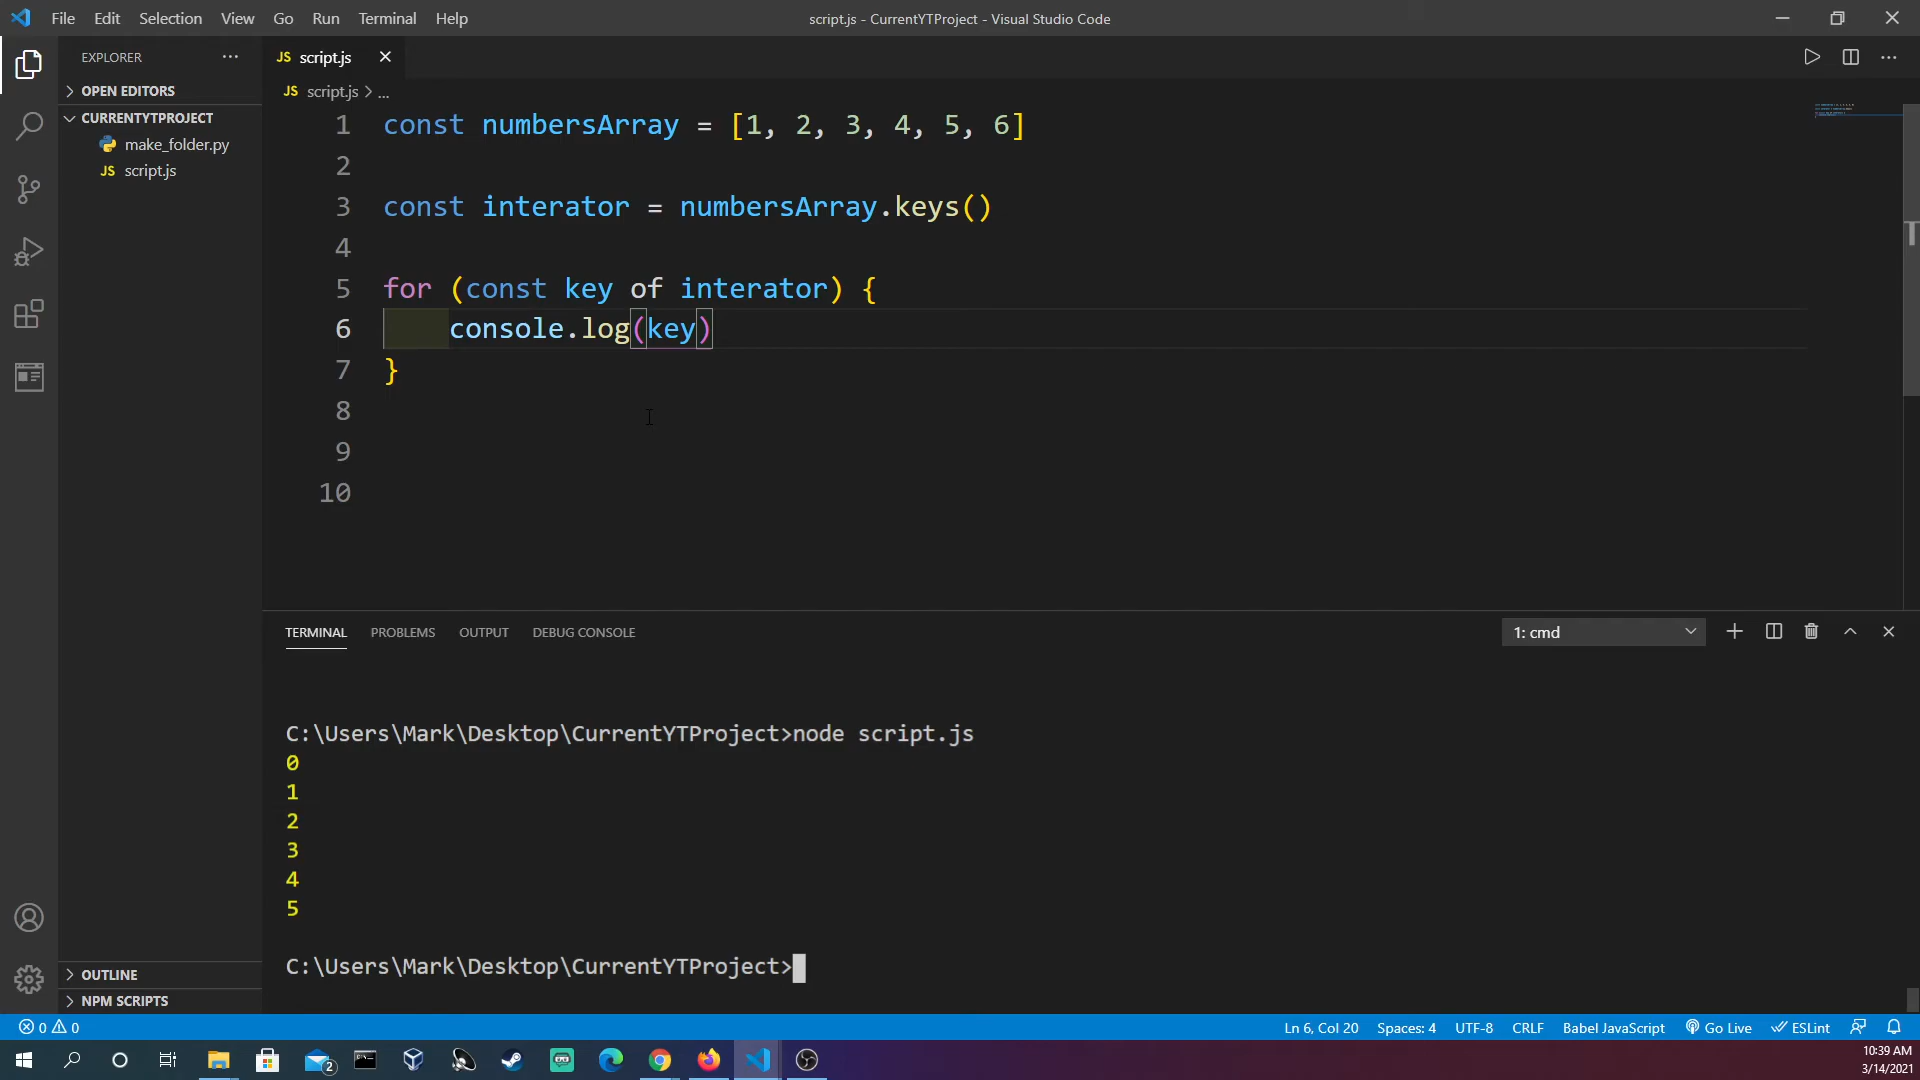 File Edit Selection View Go Run Terminal Help
script.js - CurrentYTProject - Visual Studio Code
EXPLORER
OPEN EDITORS
CURRENTYTPROJECT
make_folder.py
JS script.js
JS script.js
JS script.js > ...
1 const numbersArray = [1, 2, 3, 4, 5, 6]
2
3 const interator = numbersArray.keys()
4
5 for (const key of interator) {
6 console.log(key)
7 }
8
9
10
TERMINAL PROBLEMS OUTPUT DEBUG CONSOLE
1: cmd
C:\Users\Mark\Desktop\CurrentYTProject>node script.js
0
1
2
3
4
5
C:\Users\Mark\Desktop\CurrentYTProject>
OUTLINE
NPM SCRIPTS
0 0
Ln 6, Col 20 Spaces: 4 UTF-8 CRLF Babel JavaScript Go Live ESLint
2
10:39 AM
3/14/2021